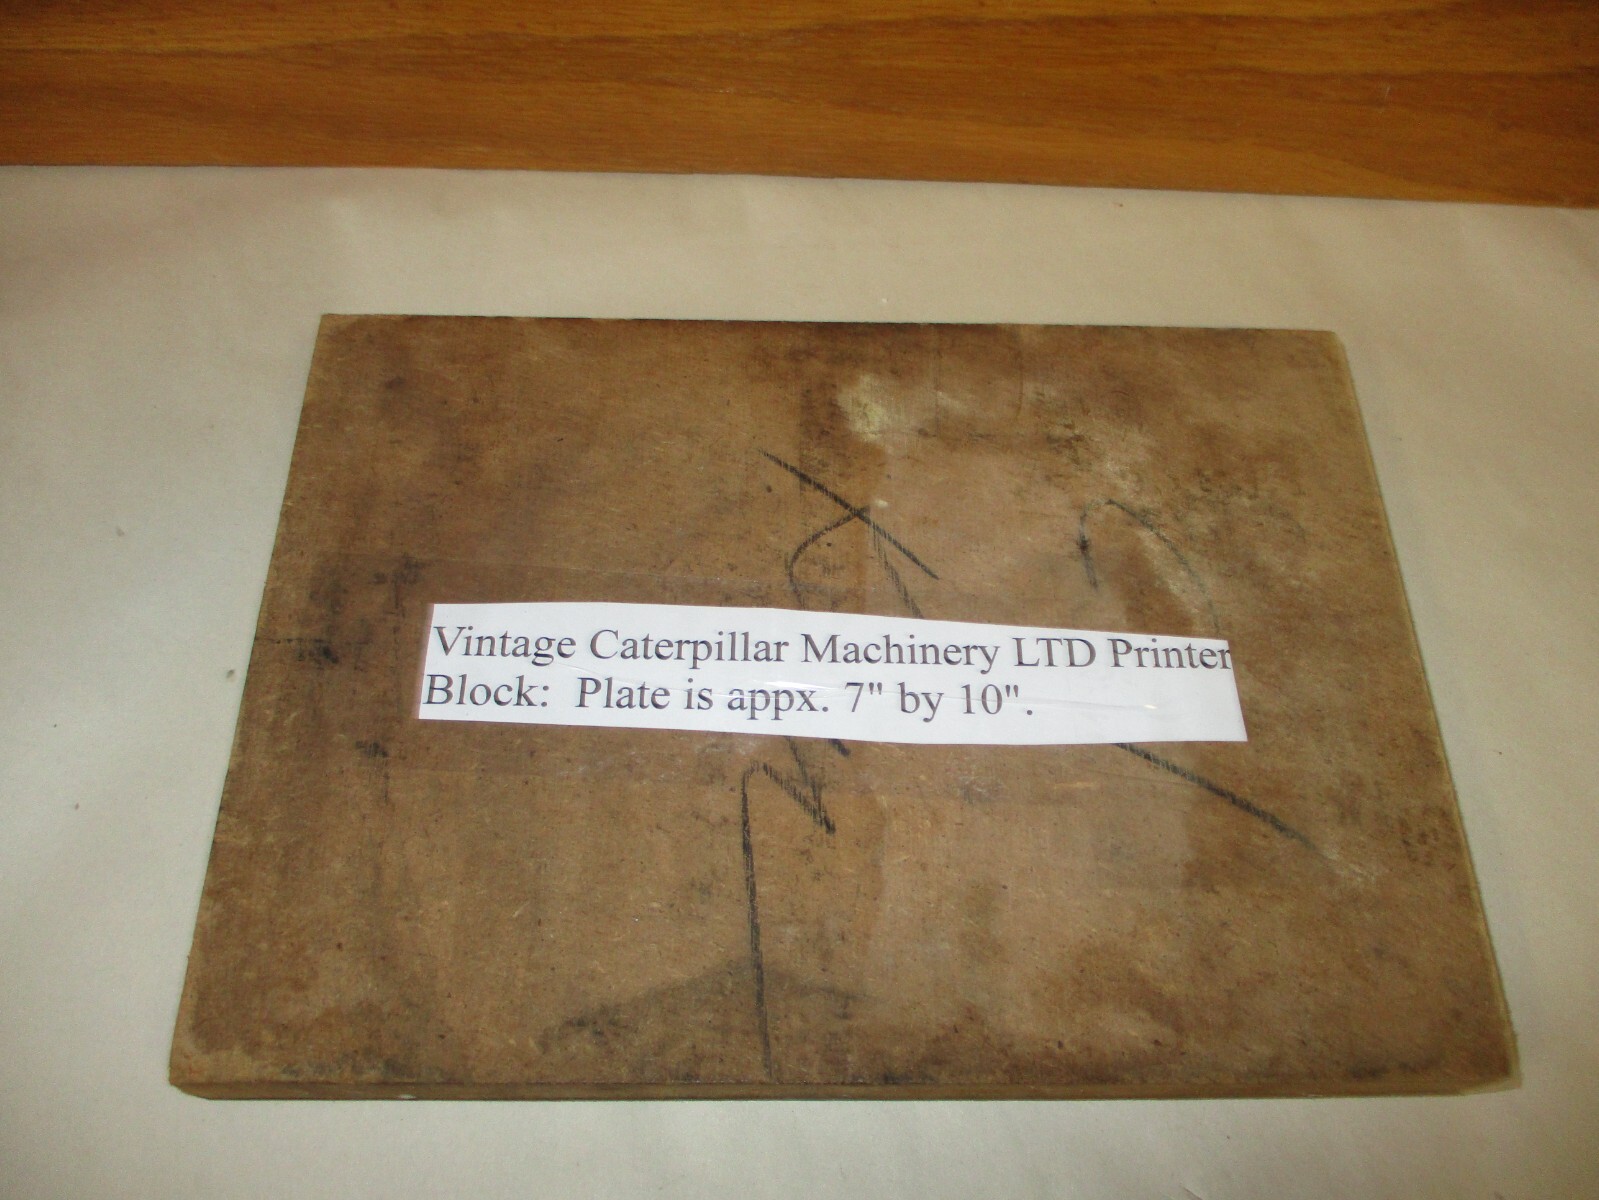 Vintage Caterpillar Machinery LTD Printer
Block: Plate is appx. 7" by 10".